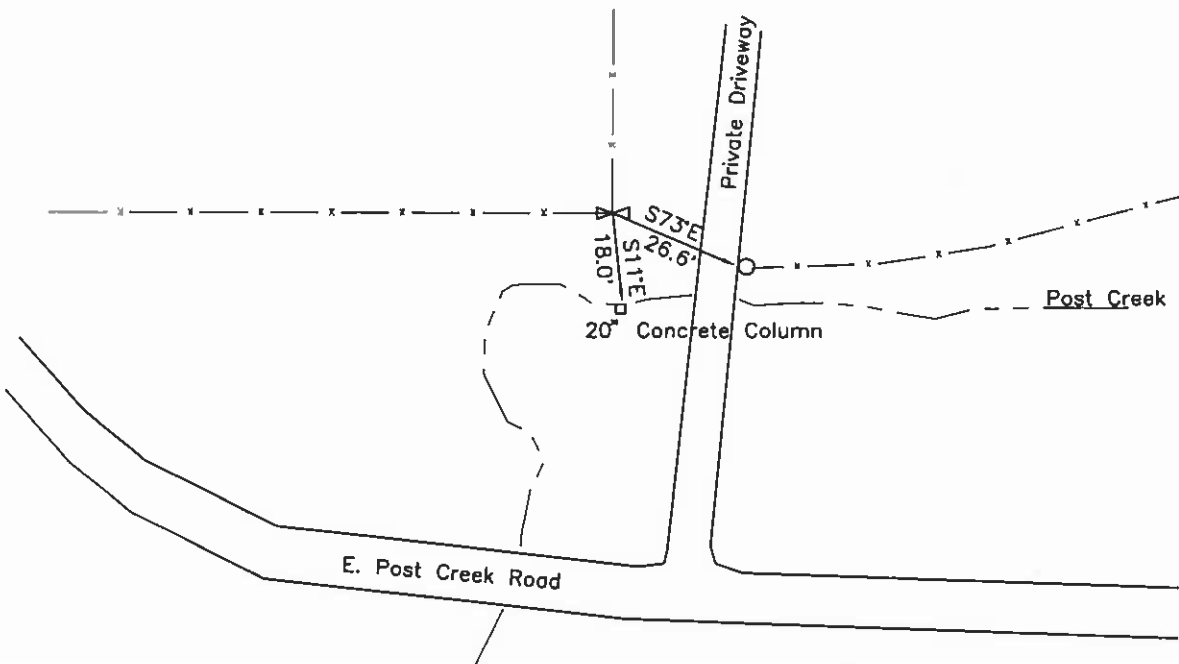 Private Driveway
S73°E
26.6'
S11°E
18.0'
Post Creek
20" Concrete Column
E. Post Creek Road